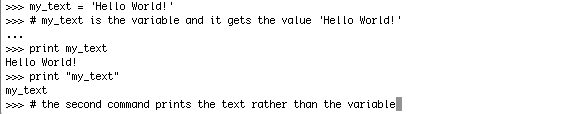 >>> my_text = 'Hello World!'
>>> # my_text is the variable and it gets the value 'Hello World!'
...
>>> print my_text
Hello World!
>>> print "my_text"
my_text
>>> # the second command prints the text rather than the variable